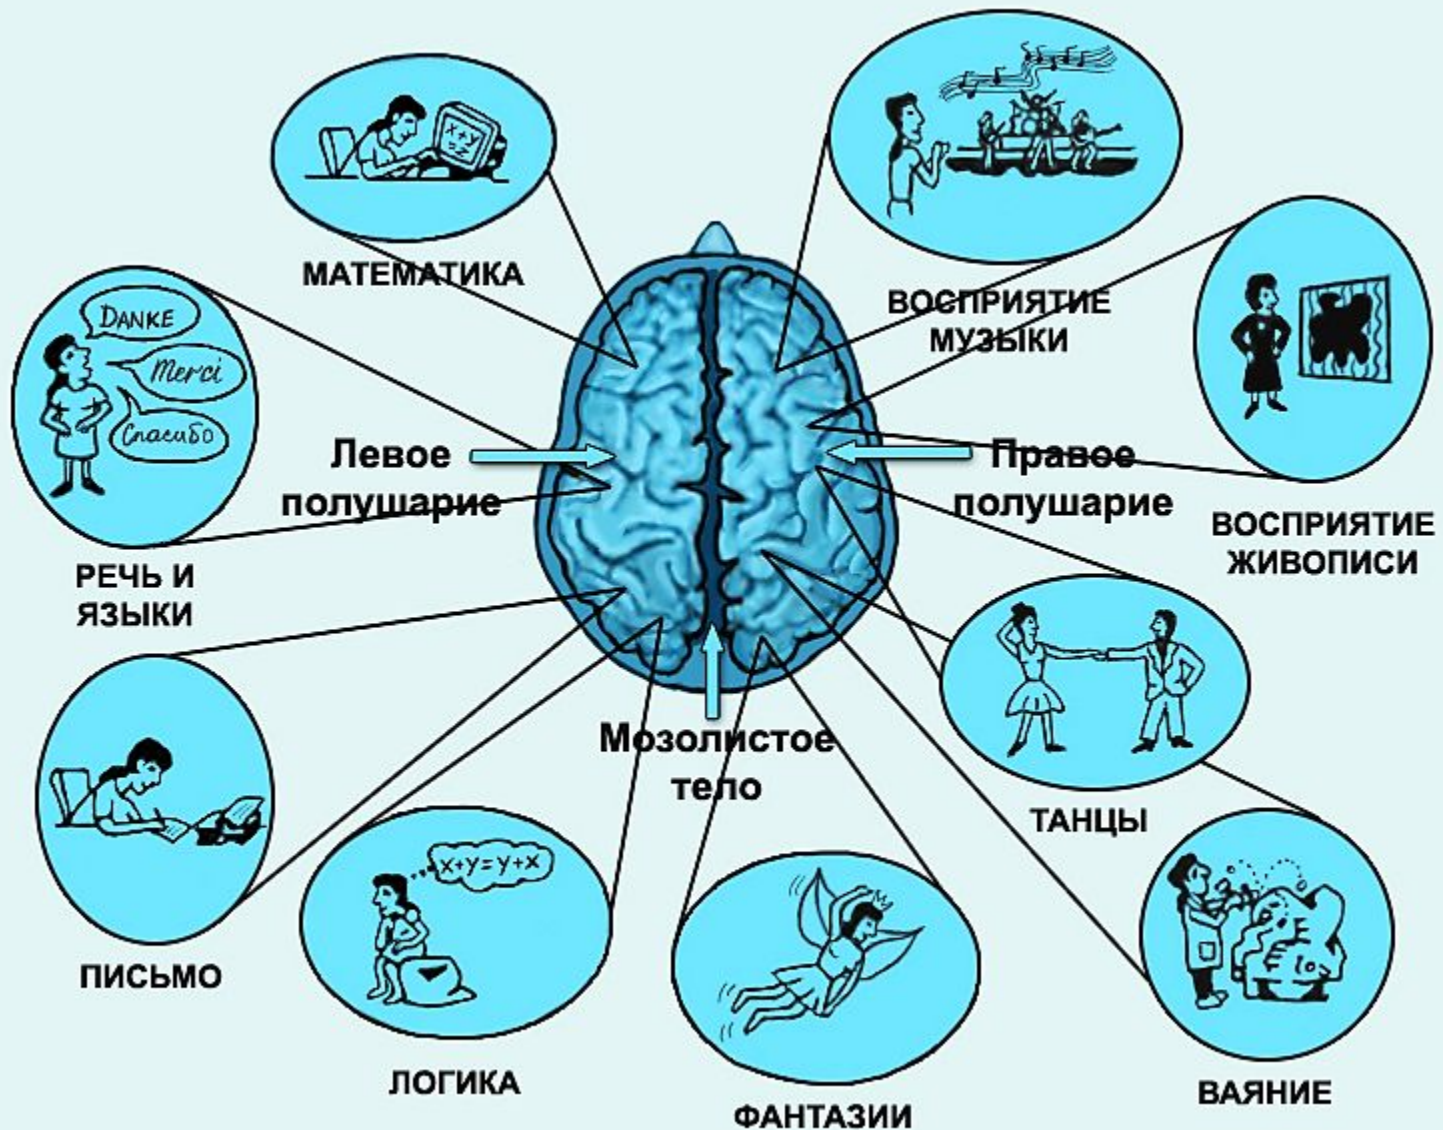 x+y
=z
МАТЕМАТИКА
ВОСПРИЯТИЕ
МУЗЫКИ
DANKE
Merci
Спасибо
РЕЧЬ И
ЯЗЫКИ
Левое
полушарие
Правое
полушарие
ВОСПРИЯТИЕ
ЖИВОПИСИ
Мозолистое
тело
ТАНЦЫ
ПИСЬМО
x+y=y+x
ЛОГИКА
ФАНТАЗИИ
ВАЯНИЕ